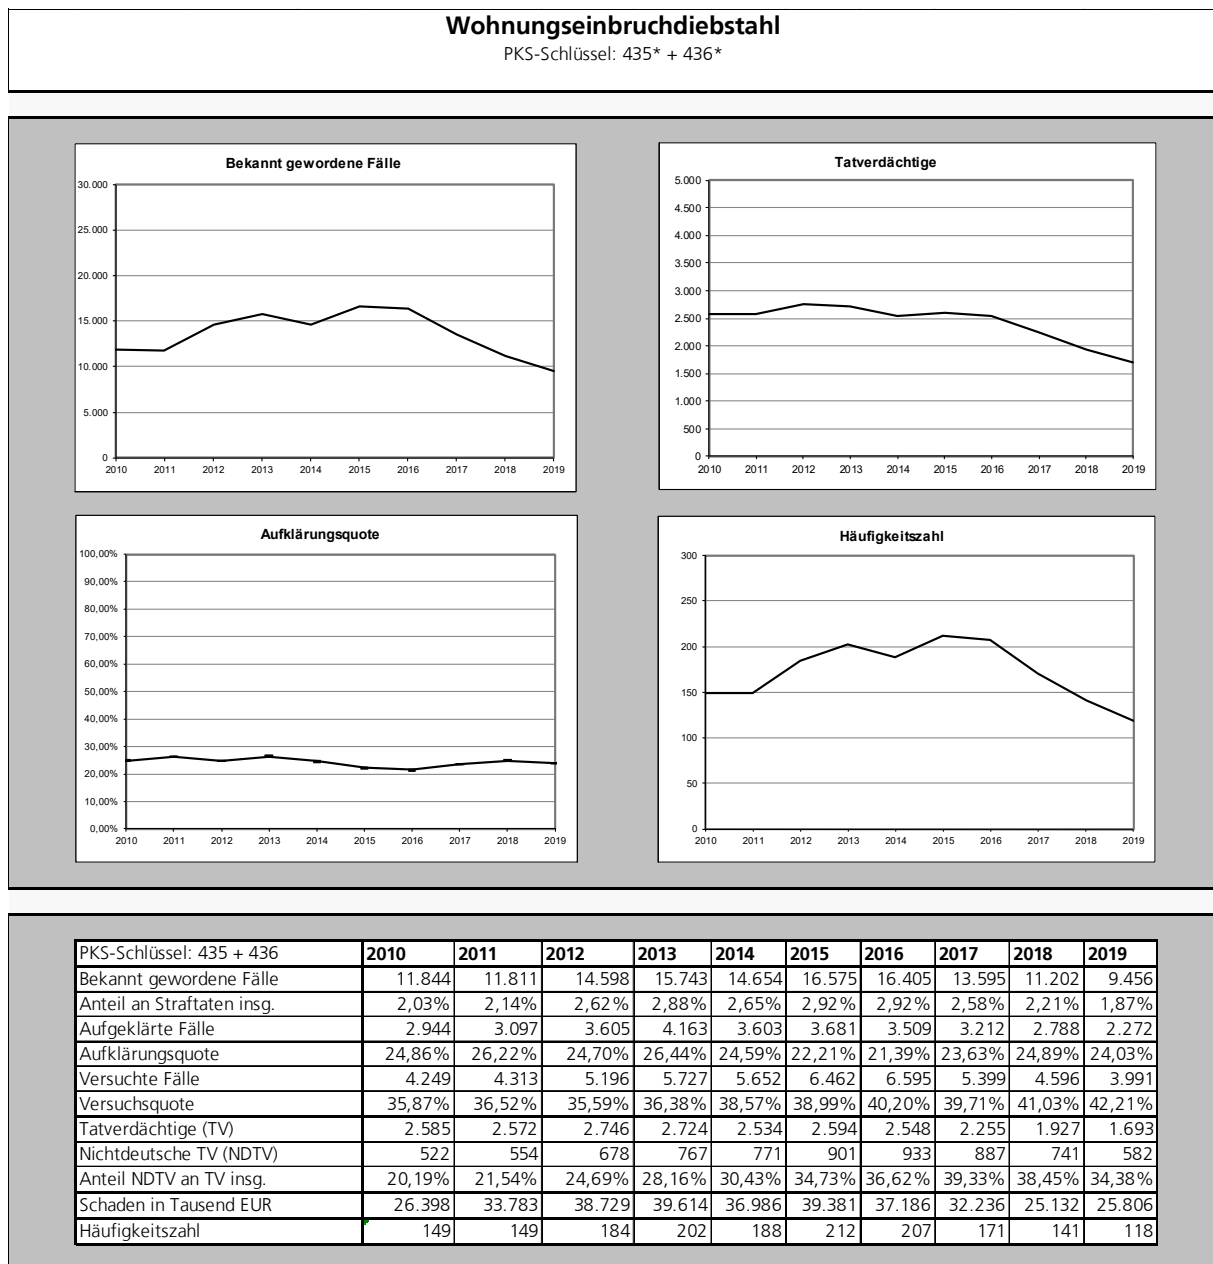 Wohnungseinbruchdiebstahl
PKS-Schlüssel: 435* + 436*
Bekannt gewordene Fälle
30.000
25.000
20.000
15.000
10.000
5.000
0
2010 2011 2012 2013 2014 2015 2016 2017 2018 2019
Tatverdächtige
5.000
4.500
4.000
3.500
3.000
2.500
2.000
1.500
1.000
500
0
2010 2011 2012 2013 2014 2015 2016 2017 2018 2019
Aufklärungsquote
100,00%
90,00%
80,00%
70,00%
60,00%
50,00%
40,00%
30,00%
20,00%
10,00%
0,00%
2010 2011 2012 2013 2014 2015 2016 2017 2018 2019
Häufigkeitszahl
300
250
200
150
100
50
0
2010 2011 2012 2013 2014 2015 2016 2017 2018 2019
PKS-Schlüssel: 435 + 436 2010 2011 2012 2013 2014 2015 2016 2017 2018 2019
Bekannt gewordene Fälle 11.844 11.811 14.598 15.743 14.654 16.575 16.405 13.595 11.202 9.456
Anteil an Straftaten insg. 2,03% 2,14% 2,62% 2,88% 2,65% 2,92% 2,92% 2,58% 2,21% 1,87%
Aufgeklärte Fälle 2.944 3.097 3.605 4.163 3.603 3.681 3.509 3.212 2.788 2.272
Aufklärungsquote 24,86% 26,22% 24,70% 26,44% 24,59% 22,21% 21,39% 23,63% 24,89% 24,03%
Versuchte Fälle 4.249 4.313 5.196 5.727 5.652 6.462 6.595 5.399 4.596 3.991
Versuchsquote 35,87% 36,52% 35,59% 36,38% 38,57% 38,99% 40,20% 39,71% 41,03% 42,21%
Tatverdächtige (TV) 2.585 2.572 2.746 2.724 2.534 2.594 2.548 2.255 1.927 1.693
Nichtdeutsche TV (NDTV) 522 554 678 767 771 901 933 887 741 582
Anteil NDTV an TV insg. 20,19% 21,54% 24,69% 28,16% 30,43% 34,73% 36,62% 39,33% 38,45% 34,38%
Schaden in Tausend EUR 26.398 33.783 38.729 39.614 36.986 39.381 37.186 32.236 25.132 25.806
Häufigkeitszahl 149 149 184 202 188 212 207 171 141 118